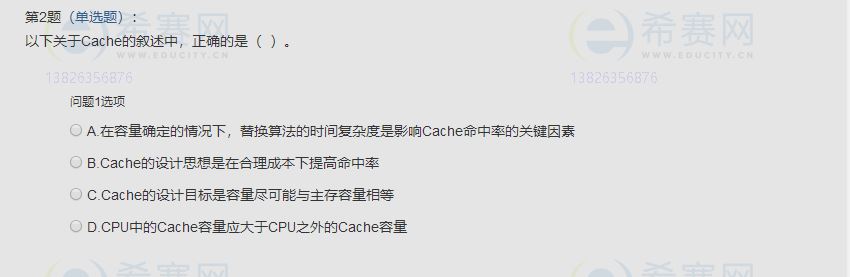 第2题（单选题）：
以下关于Cache的叙述中，正确的是（ ）。
希赛网
WWW.EDUCITY.CN
希赛网
WWW.EDUCITY.CN
13826356876
13826356876
问题1选项
A.在容量确定的情况下，替换算法的时间复杂度是影响Cache命中率的关键因素
B.Cache的设计思想是在合理成本下提高命中率
C.Cache的设计目标是容量尽可能与主存容量相等
D.CPU中的Cache容量应大于CPU之外的Cache容量
希赛网
希赛网